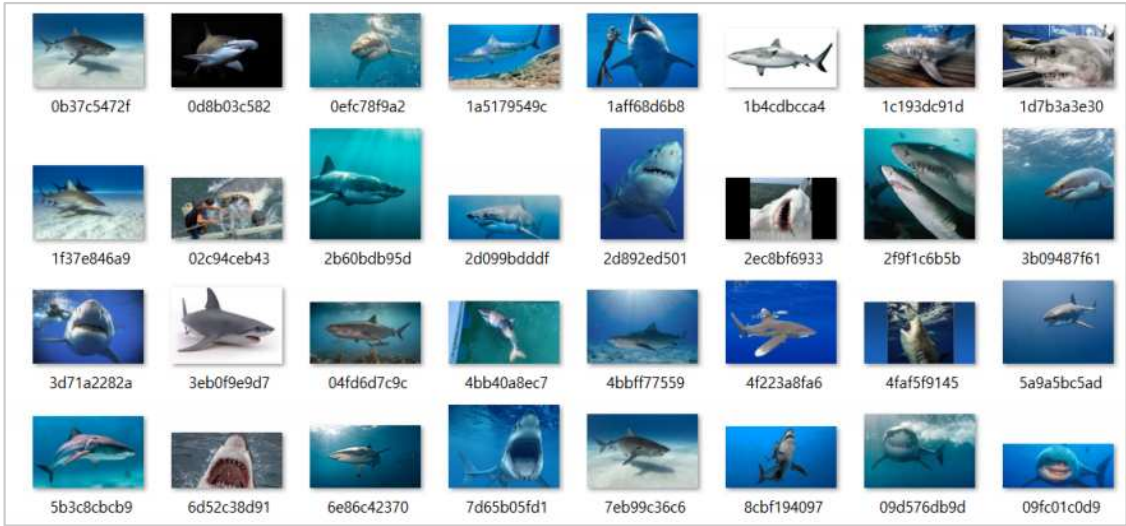 0b37c5472f 0d8b03c582 0efc78f9a2 1a5179549c 1aff68d6b8 1b4cdbcca4 1c193dc91d 1d7b3a3e30
1f37e846a9 02c94ceb43 2b60bdb95d 2d099bdddf 2d892ed501 2ec8bf6933 2f9f1c6b5b 3b09487f61
3d71a2282a 3eb0f9e9d7 04fd6d7c9c 4bb40a8ec7 4bbff77559 4f223a8fa6 4faf5f9145 5a9a5bc5ad
5b3c8cbcb9 6d52c38d91 6e86c42370 7d65b05fd1 7eb99c36c6 8cbf194097 09d576db9d 09fc01c0d9